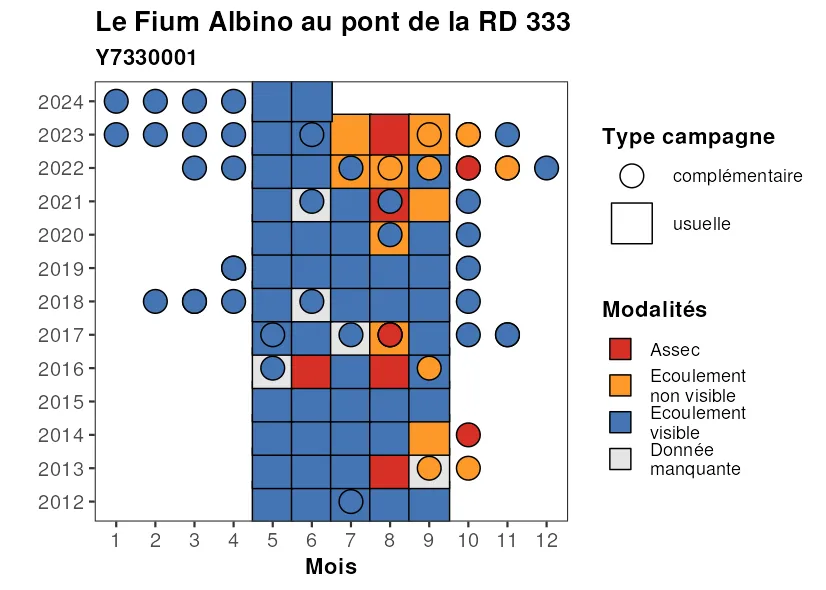 Le Fium Albino au pont de la RD 333
Y7330001
2024
2023
2022
2021
2020
2019
2018
2017
2016
2015
2014
2013
2012
1 2 3 4 5 6 7 8 9 10 11 12
Mois
Type campagne
complémentaire
usuelle
Modalités
Assec
Ecoulement
non visible
Ecoulement
visible
Donnée
manquante